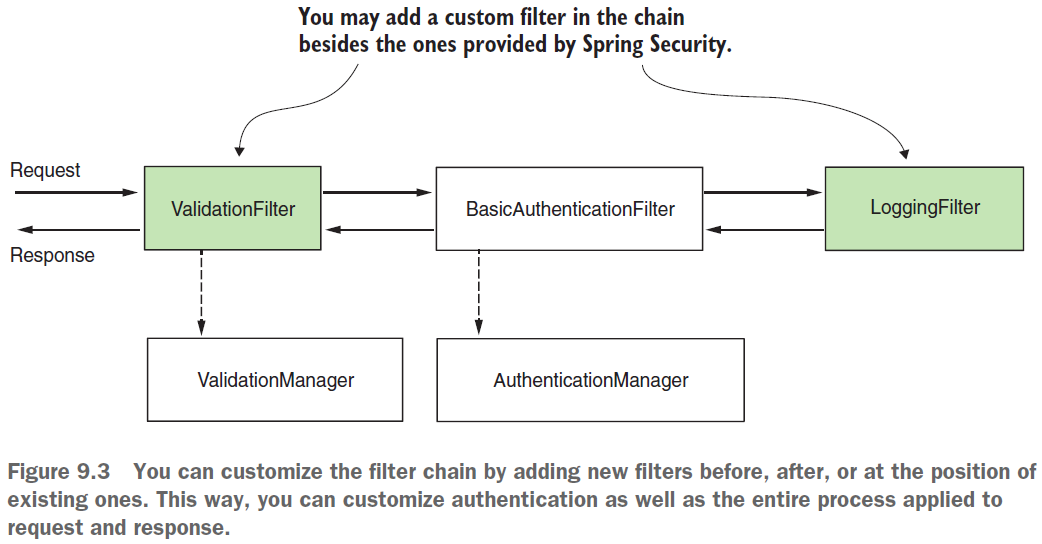 You may add a custom filter in the chain
besides the ones provided by Spring Security.
Request
Response
ValidationFilter
BasicAuthenticationFilter
LoggingFilter
ValidationManager
AuthenticationManager
Figure 9.3 You can customize the filter chain by adding new filters before, after, or at the position of
existing ones. This way, you can customize authentication as well as the entire process applied to
request and response.